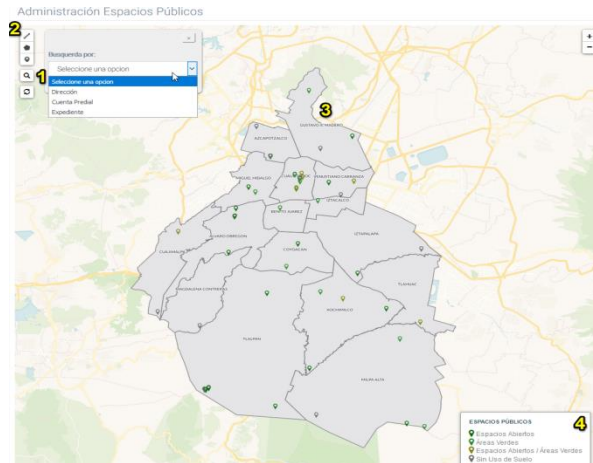 Administración Espacios Públicos
2
Busquerda por:
Seleccione una opcion
1
Seleccione una opcion
Dirección
Cuenta Predial
Expediente
3
GUSTAVO A. MADERO
AZCAPOTZALCO
MIGUEL HIDALGO
VENUSTIANO CARRANZA
IZTACALCO
BENITO JUAREZ
ALVARO OBREGON
IZTAPALAPA
CUAJIMALPA
COYOACAN
TLAHUAC
MAGDALENA CONTRERAS
XOCHIMILCO
TLALPAN
MILPA ALTA
ESPACIOS PÚBLICOS
4
Espacios Abiertos
Áreas Verdes
Espacios Abiertos / Áreas Verdes
Sin Uso de Suelo